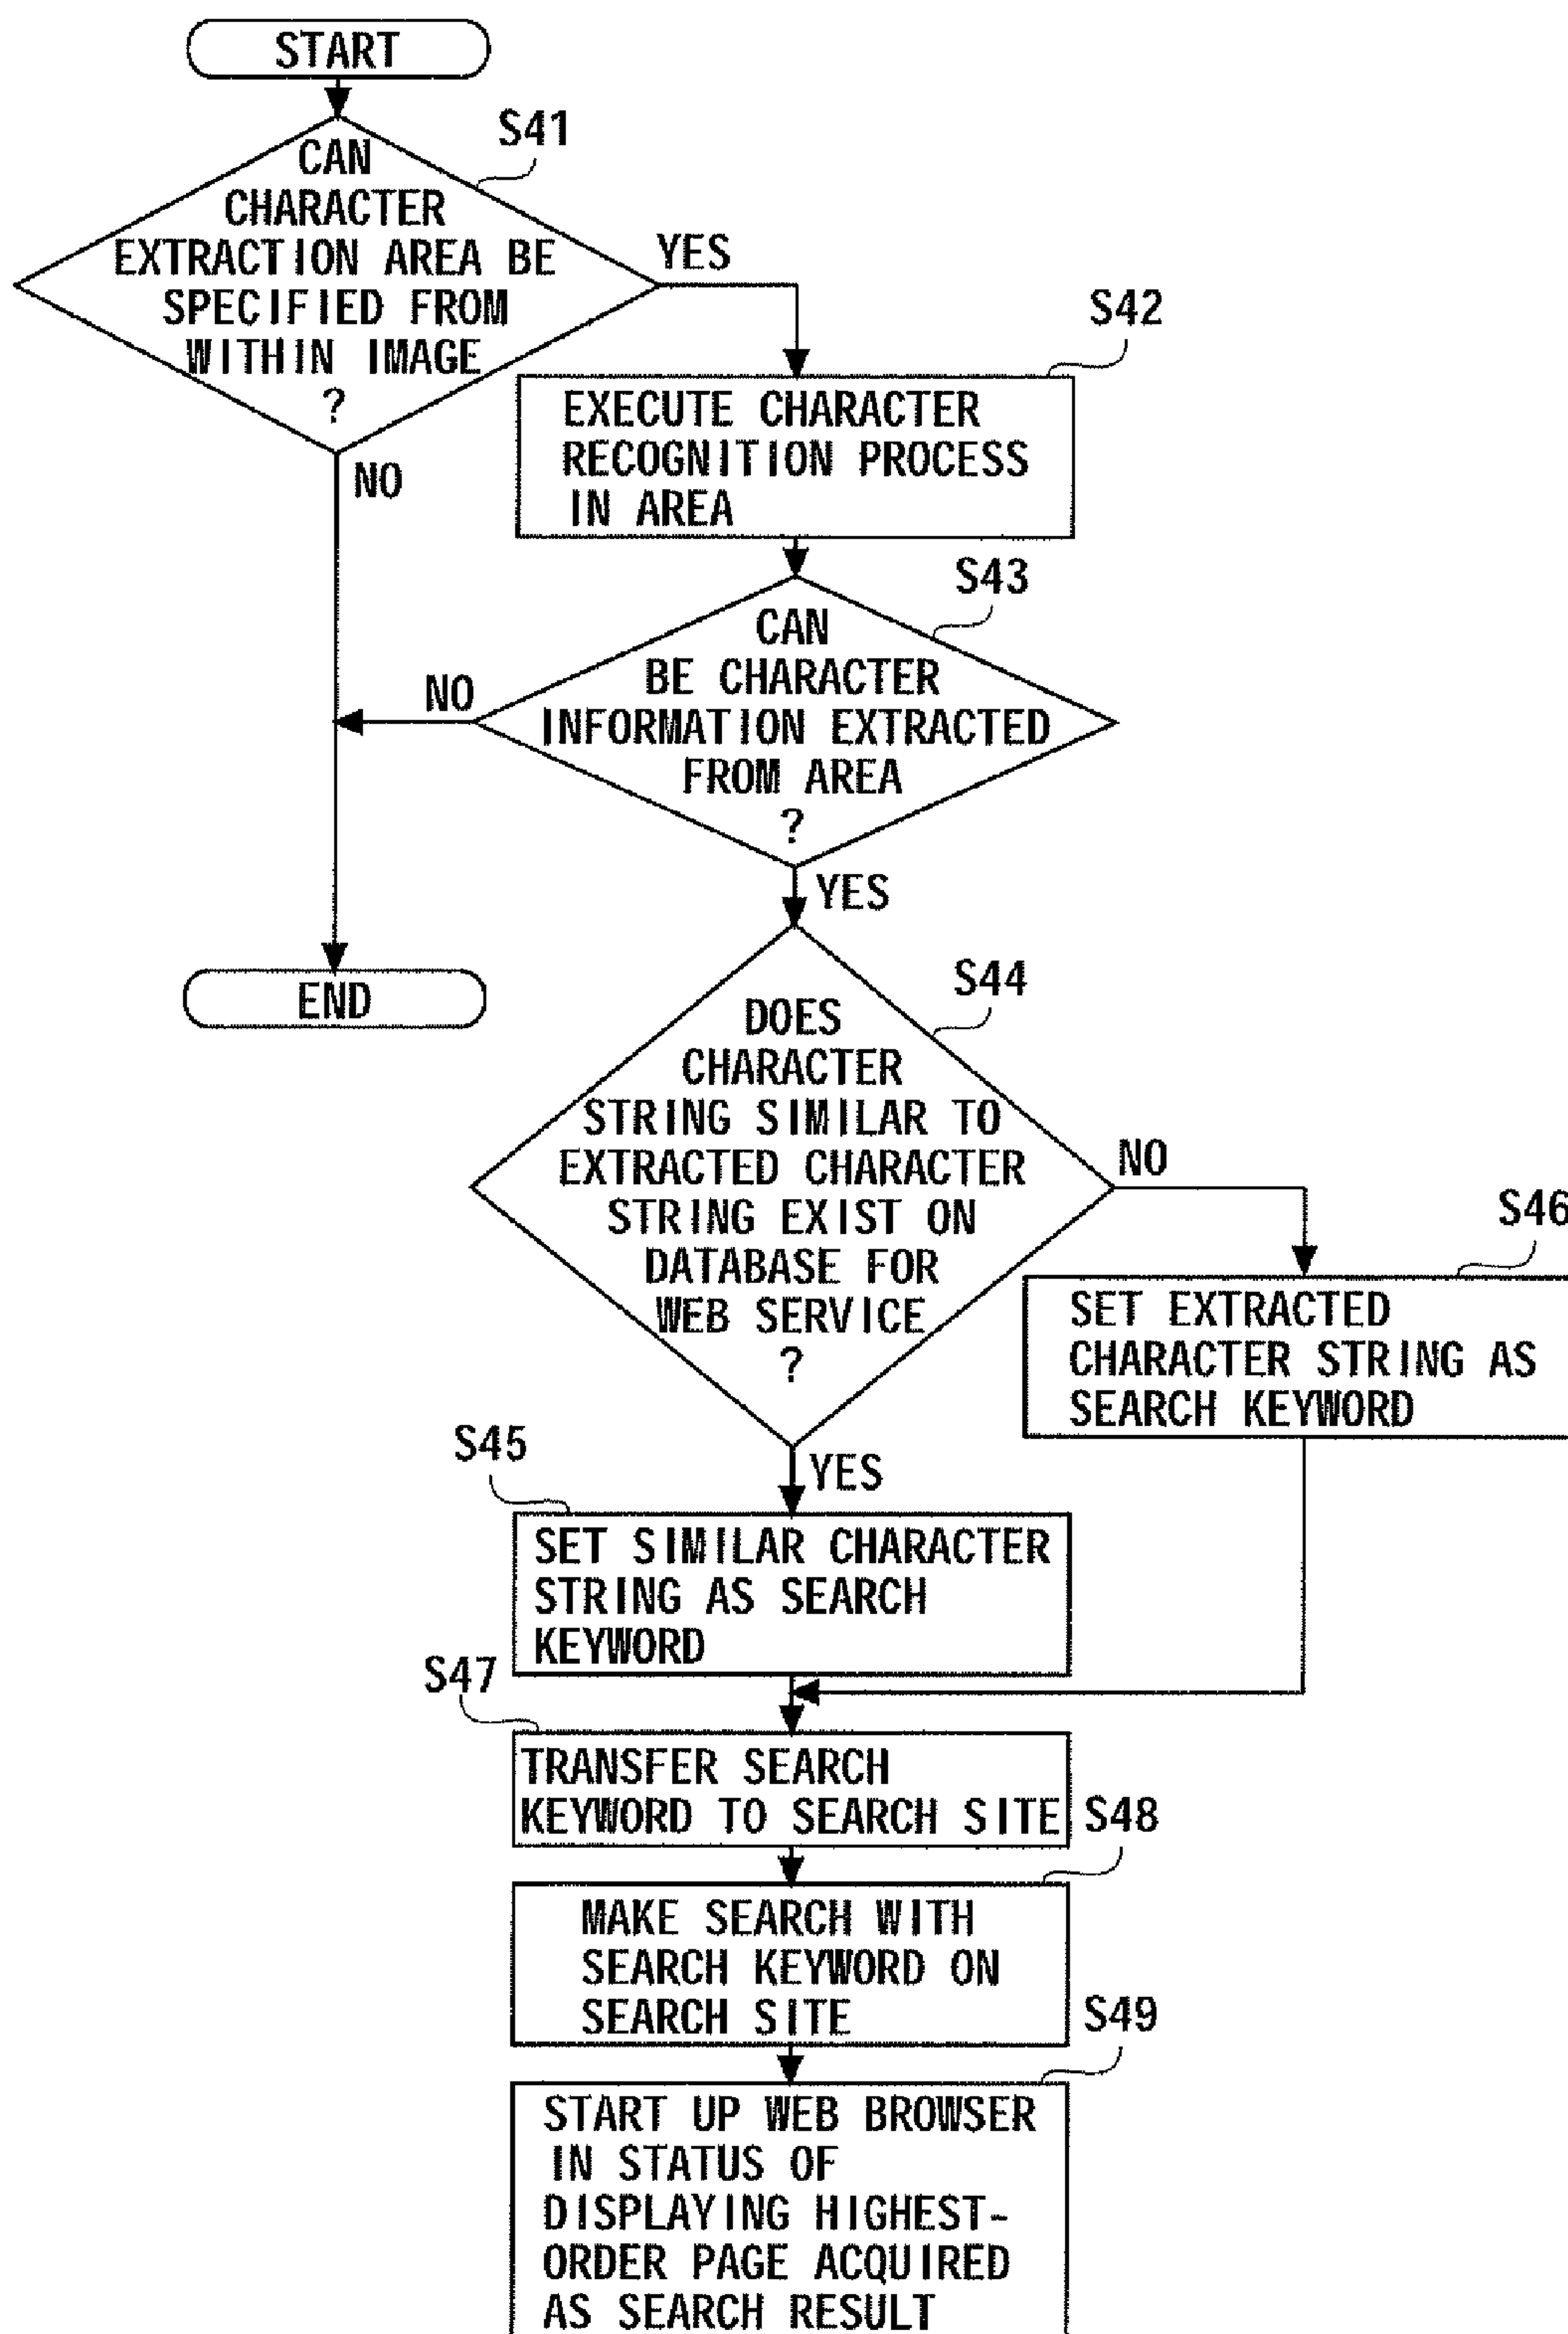 START
S41
CAN
CHARACTER
EXTRACTION AREA BE
SPECIFIED FROM
WITHIN IMAGE
?
YES
NO
S42
EXECUTE CHARACTER
RECOGNITION PROCESS
IN AREA
S43
CAN
BE CHARACTER
INFORMATION EXTRACTED
FROM AREA
?
NO
YES
END
S44
DOES
CHARACTER
STRING SIMILAR TO
EXTRACTED CHARACTER
STRING EXIST ON
DATABASE FOR
WEB SERVICE
?
NO
YES
S46
SET EXTRACTED
CHARACTER STRING AS
SEARCH KEYWORD
S45
SET SIMILAR CHARACTER
STRING AS SEARCH
KEYWORD
S47
TRANSFER SEARCH
KEYWORD TO SEARCH SITE
S48
MAKE SEARCH WITH
SEARCH KEYWORD ON
SEARCH SITE
S49
START UP WEB BROWSER
IN STATUS OF
DISPLAYING HIGHEST-
ORDER PAGE ACQUIRED
AS SEARCH RESULT